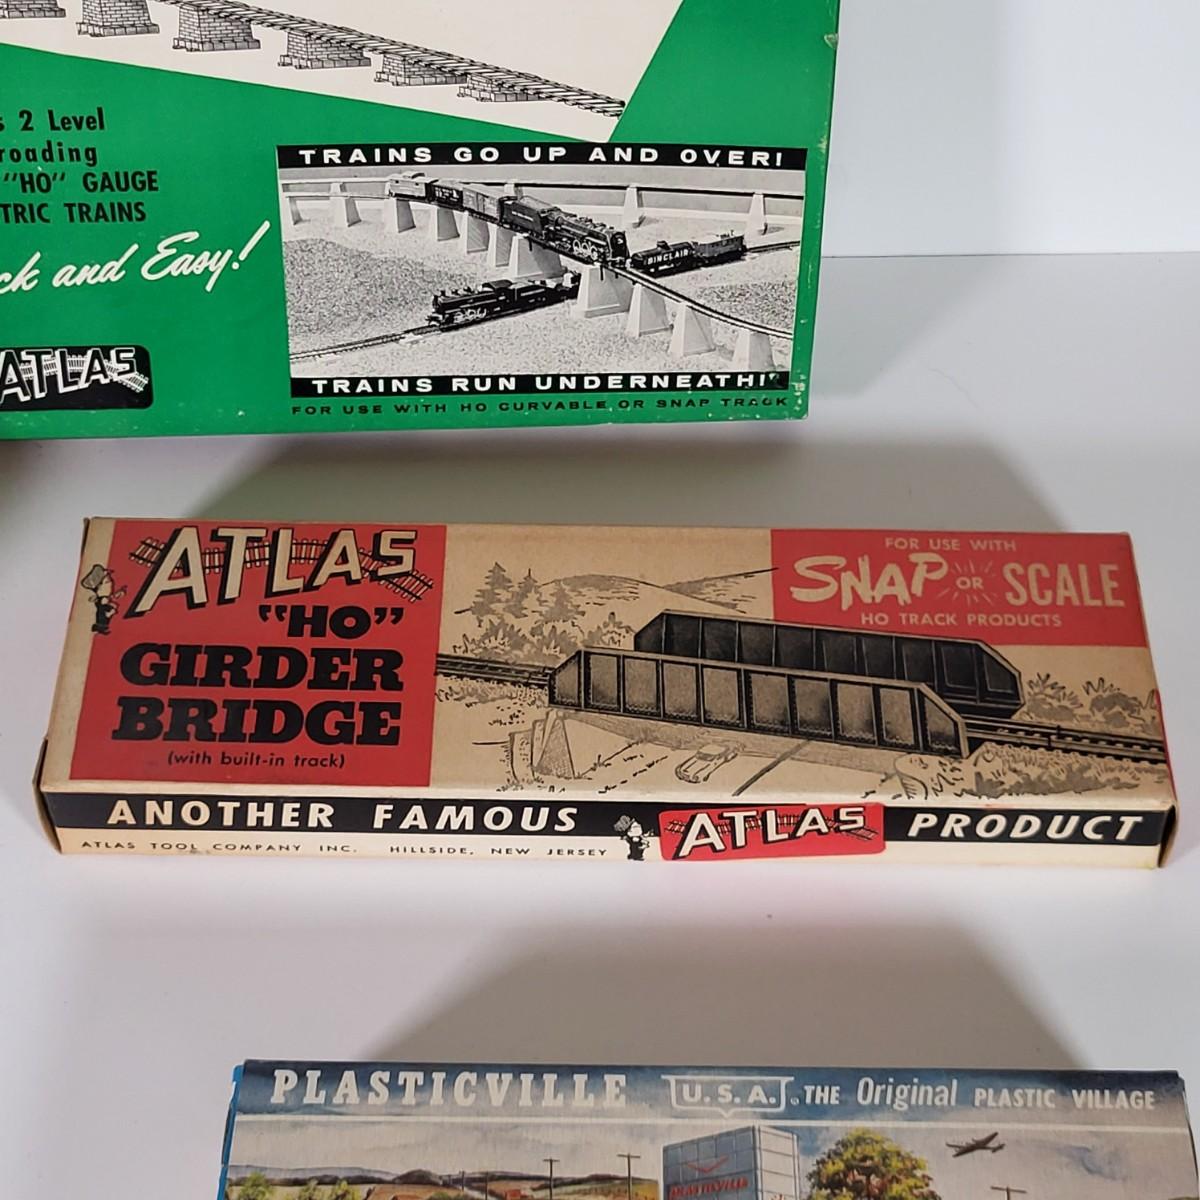 2 Level
"HO" GAUGE
TRIC TRAINS
ck and Easy!
ATLAS
TRAINS GO UP AND OVER!
SINCLAIR
TRAINS RUN UNDERNEATH!
FOR USE WITH HO CURVABLE OR SNAP TRACK
ATLAS
"HO"
GIRDER
BRIDGE
(with built-in track)
FOR USE WITH
SNAP OR SCALE
HO TRACK PRODUCTS
ANOTHER FAMOUS ATLAS PRODUCT
ATLAS TOOL COMPANY INC. HILLSIDE, NEW JERSEY
PLASTICVILLE U.S.A. THE Original PLASTIC VILLAGE
PLASTICVILLE